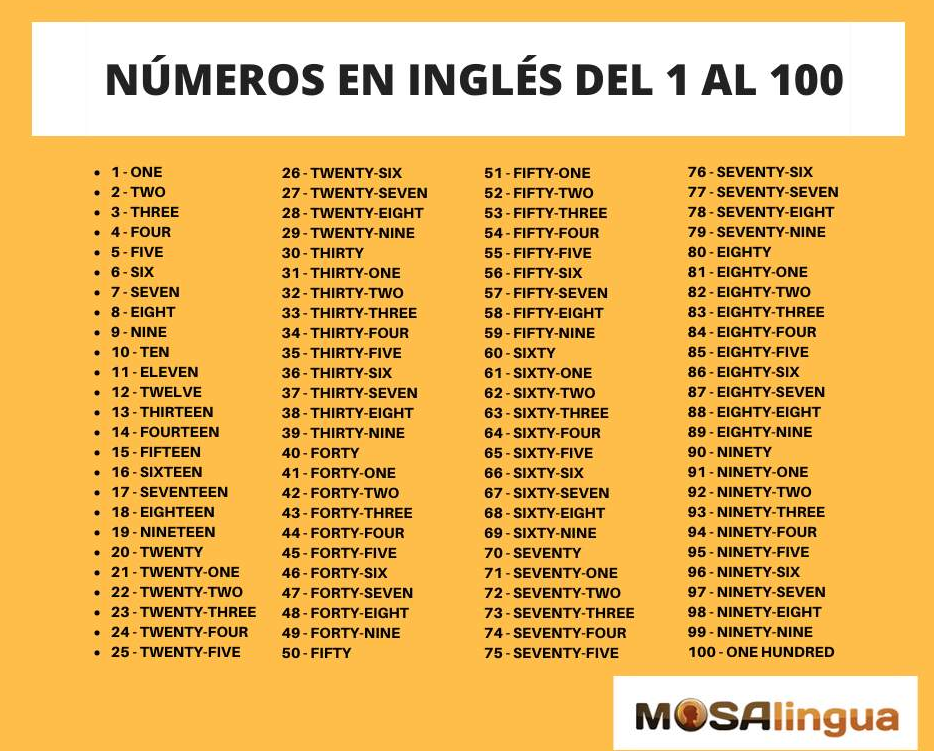 NÚMEROS EN INGLÉS DEL 1 AL 100
• 1 - ONE
• 2 - TWO
• 3 - THREE
• 4 - FOUR
• 5 - FIVE
• 6 - SIX
• 7 - SEVEN
• 8 - EIGHT
• 9 - NINE
• 10 - TEN
• 11 - ELEVEN
• 12 - TWELVE
• 13 - THIRTEEN
• 14 - FOURTEEN
• 15 - FIFTEEN
• 16 - SIXTEEN
• 17 - SEVENTEEN
• 18 - EIGHTEEN
• 19 - NINETEEN
• 20 - TWENTY
• 21 - TWENTY-ONE
• 22 - TWENTY-TWO
• 23 - TWENTY-THREE
• 24 - TWENTY-FOUR
• 25 - TWENTY-FIVE
26 - TWENTY-SIX
27 - TWENTY-SEVEN
28 - TWENTY-EIGHT
29 - TWENTY-NINE
30 - THIRTY
31 - THIRTY-ONE
32 - THIRTY-TWO
33 - THIRTY-THREE
34 - THIRTY-FOUR
35 - THIRTY-FIVE
36 - THIRTY-SIX
37 - THIRTY-SEVEN
38 - THIRTY-EIGHT
39 - THIRTY-NINE
40 - FORTY
41 - FORTY-ONE
42 - FORTY-TWO
43 - FORTY-THREE
44 - FORTY-FOUR
45 - FORTY-FIVE
46 - FORTY-SIX
47 - FORTY-SEVEN
48 - FORTY-EIGHT
49 - FORTY-NINE
50 - FIFTY
51 - FIFTY-ONE
52 - FIFTY-TWO
53 - FIFTY-THREE
54 - FIFTY-FOUR
55 - FIFTY-FIVE
56 - FIFTY-SIX
57 - FIFTY-SEVEN
58 - FIFTY-EIGHT
59 - FIFTY-NINE
60 - SIXTY
61 - SIXTY-ONE
62 - SIXTY-TWO
63 - SIXTY-THREE
64 - SIXTY-FOUR
65 - SIXTY-FIVE
66 - SIXTY-SIX
67 - SIXTY-SEVEN
68 - SIXTY-EIGHT
69 - SIXTY-NINE
70 - SEVENTY
71 - SEVENTY-ONE
72 - SEVENTY-TWO
73 - SEVENTY-THREE
74 - SEVENTY-FOUR
75 - SEVENTY-FIVE
76 - SEVENTY-SIX
77 - SEVENTY-SEVEN
78 - SEVENTY-EIGHT
79 - SEVENTY-NINE
80 - EIGHTY
81 - EIGHTY-ONE
82 - EIGHTY-TWO
83 - EIGHTY-THREE
84 - EIGHTY-FOUR
85 - EIGHTY-FIVE
86 - EIGHTY-SIX
87 - EIGHTY-SEVEN
88 - EIGHTY-EIGHT
89 - EIGHTY-NINE
90 - NINETY
91 - NINETY-ONE
92 - NINETY-TWO
93 - NINETY-THREE
94 - NINETY-FOUR
95 - NINETY-FIVE
96 - NINETY-SIX
97 - NINETY-SEVEN
98 - NINETY-EIGHT
99 - NINETY-NINE
100 - ONE HUNDRED
MOSAlingua